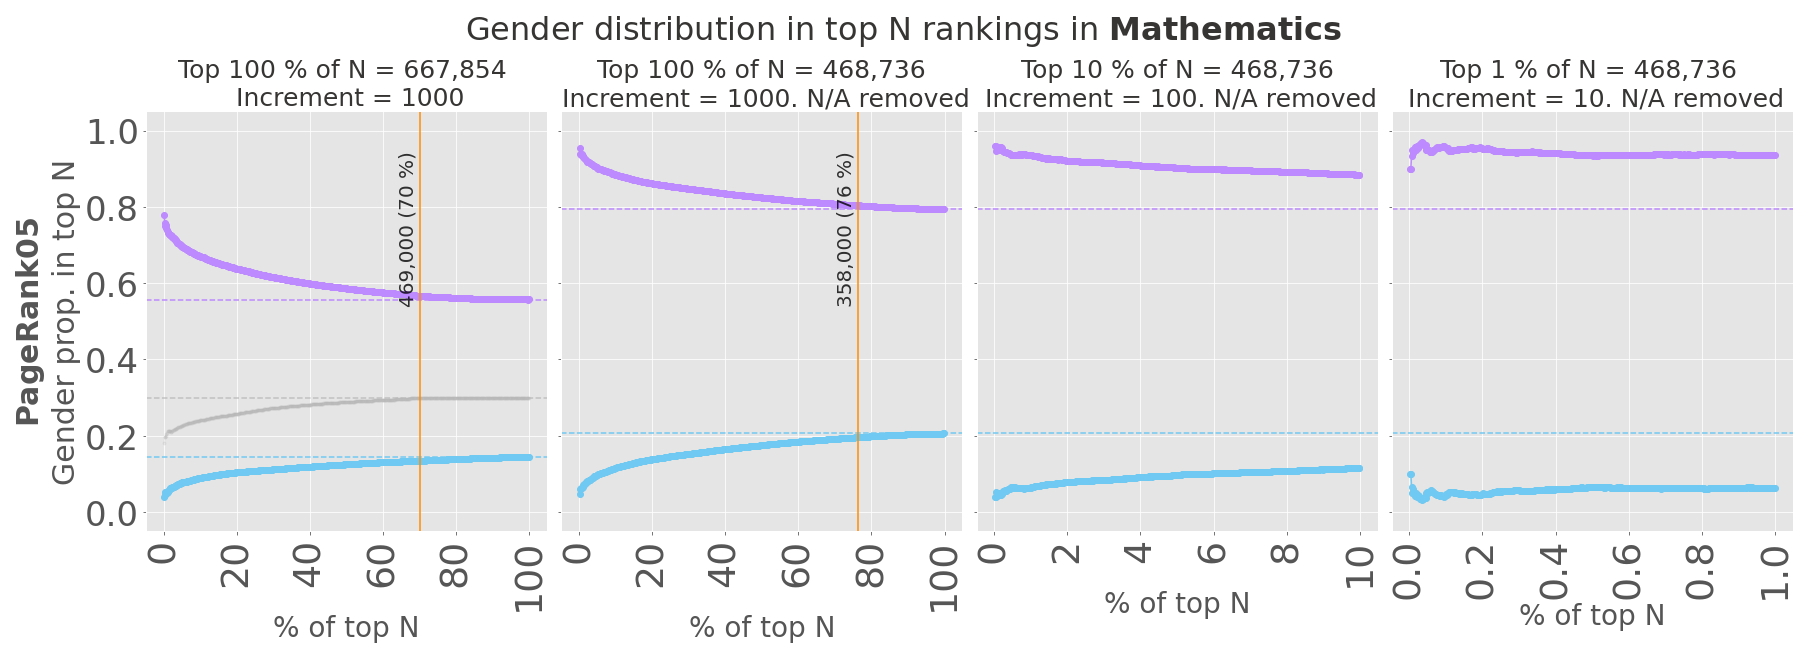 Gender distribution in top N rankings in Mathematics
Top 100 % of N = 667,854
Increment = 1000
Top 100 % of N = 468,736
Increment = 1000. N/A removed
Top 10 % of N = 468,736
Increment = 100. N/A removed
Top 1 % of N = 468,736
Increment = 10. N/A removed
PageRank05
Gender prop. in top N
1.0
0.8
0.6
0.4
0.2
0.0
469,000 (70 %)
358,000 (76 %)
0 20 40 60 80 100
0 20 40 60 80 100
0 2 4 6 8 10
0.0 0.2 0.4 0.6 0.8 1.0
% of top N
% of top N
% of top N
% of top N